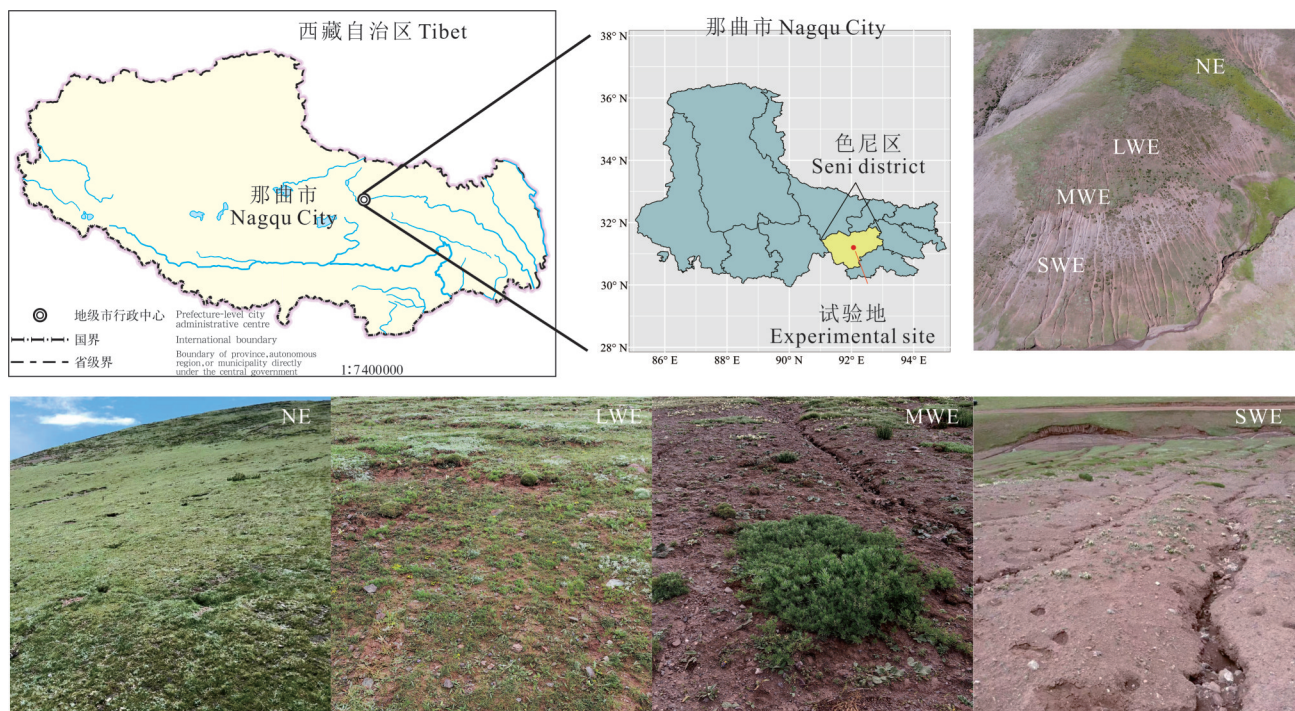 西藏自治区 Tibet
那曲市
Nagqu City
地级市行政中心 Prefecture-level city
administrative centre
国界 International boundary
省级界 Boundary of province,autonomous
region,or municipality directly
under the central government
1:7400000
那曲市 Nagqu City
38° N
36° N
34° N
32° N
30° N
28° N
86° E
88° E
90° E
92° E
94° E
色尼区
Seni district
试验地
Experimental site
NE
LWE
MWE
SWE
NE
LWE
MWE
SWE